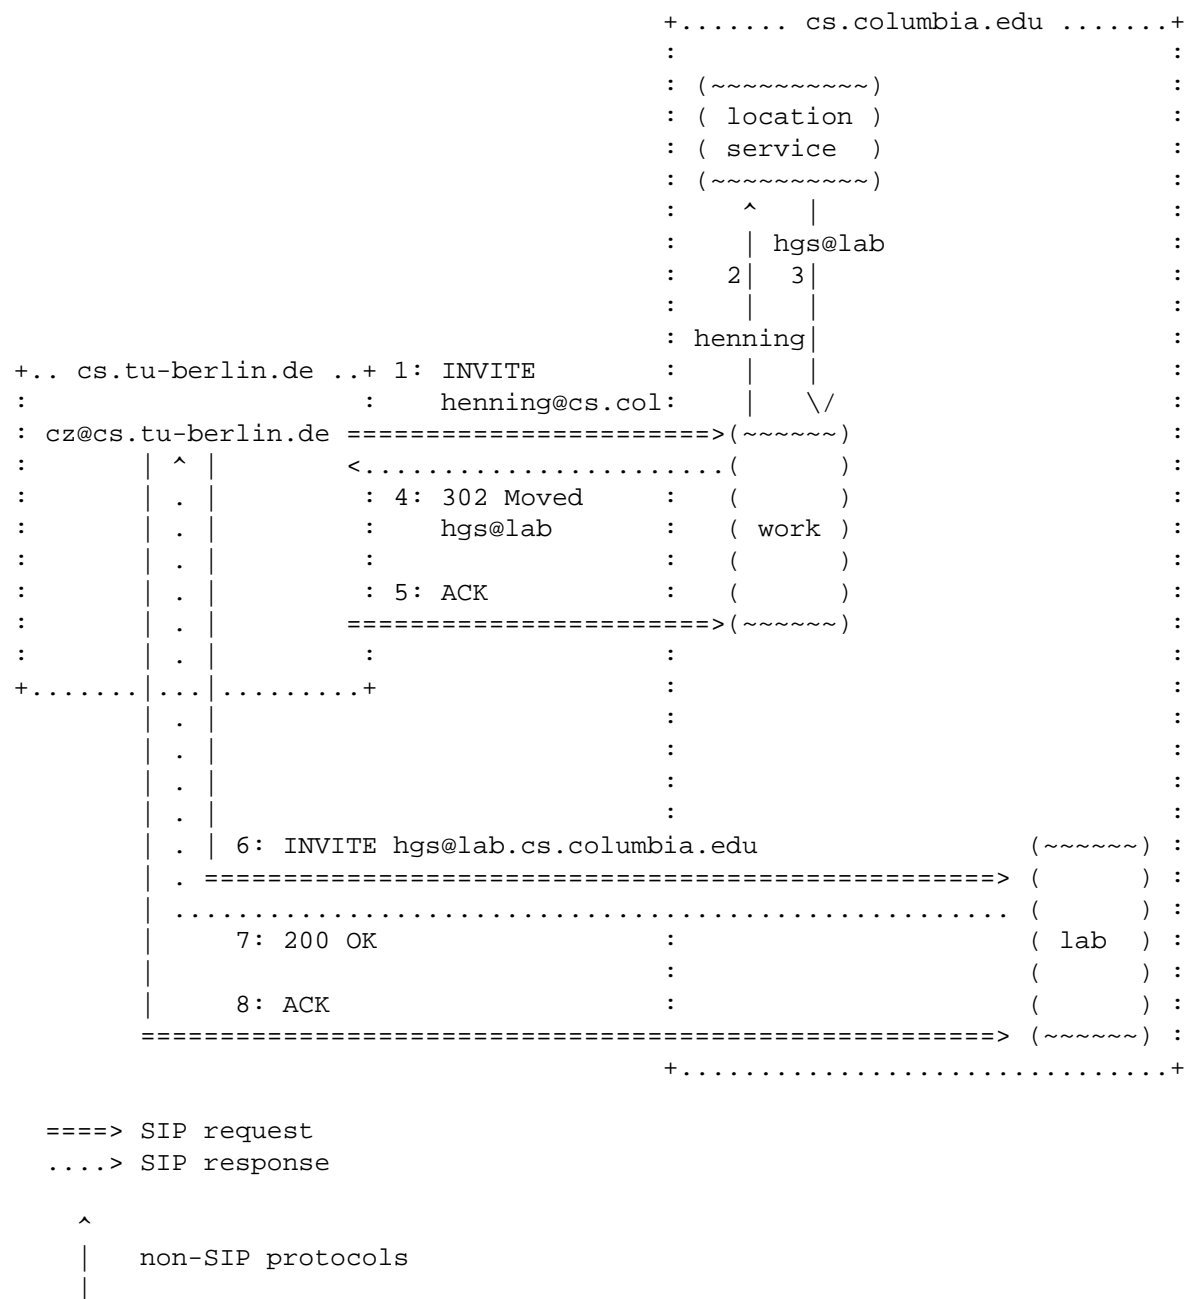 +....... cs.columbia.edu .......+
:                               :
: (~~~~~~~~~~)                  :
: ( location )                  :
: ( service  )                  :
: (~~~~~~~~~~)                  :
:    ^   |                      :
:    | hgs@lab                  :
:   2|  3|                      :
:    |   |                      :
: henning|                      :
+.. cs.tu-berlin.de ..+ 1: INVITE        :    |   |                      :
:                     :    henning@cs.col:    |   \/                     :
: cz@cs.tu-berlin.de =======================>(~~~~~~)                    :
:       | ^ |        <.......................(      )                    :
:       | . |         : 4: 302 Moved     :   (      )                    :
:       | . |         :    hgs@lab       :   ( work )                    :
:       | . |         :                  :   (      )                    :
:       | . |         : 5: ACK           :   (      )                    :
:       | . |        =======================>(~~~~~~)                    :
:       | . |         :                  :                               :
+.......|...|.........+                  :                               :
        | . |                            :                               :
        | . |                            :                               :
        | . |                            :                               :
        | . |                            :                               :
        | . | 6: INVITE hgs@lab.cs.columbia.edu                 (~~~~~~) :
        | . ==================================================> (      ) :
        | ..................................................... (      ) :
        |     7: 200 OK                  :                      ( lab  ) :
        |                                :                      (      ) :
        |     8: ACK                     :                      (      ) :
        ======================================================> (~~~~~~) :
                                         +...............................+
====> SIP request
....> SIP response
^
|   non-SIP protocols
|